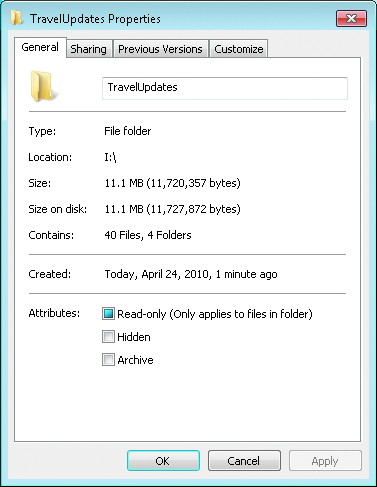 TravelUpdates Properties
General Sharing Previous Versions Customize
TravelUpdates
Type: File folder
Location: I:\
Size: 11.1 MB (11,720,357 bytes)
Size on disk: 11.1 MB (11,727,872 bytes)
Contains: 40 Files, 4 Folders
Created: Today, April 24, 2010, 1 minute ago
Attributes: Read-only (Only applies to files in folder)
Hidden
Archive
OK Cancel Apply